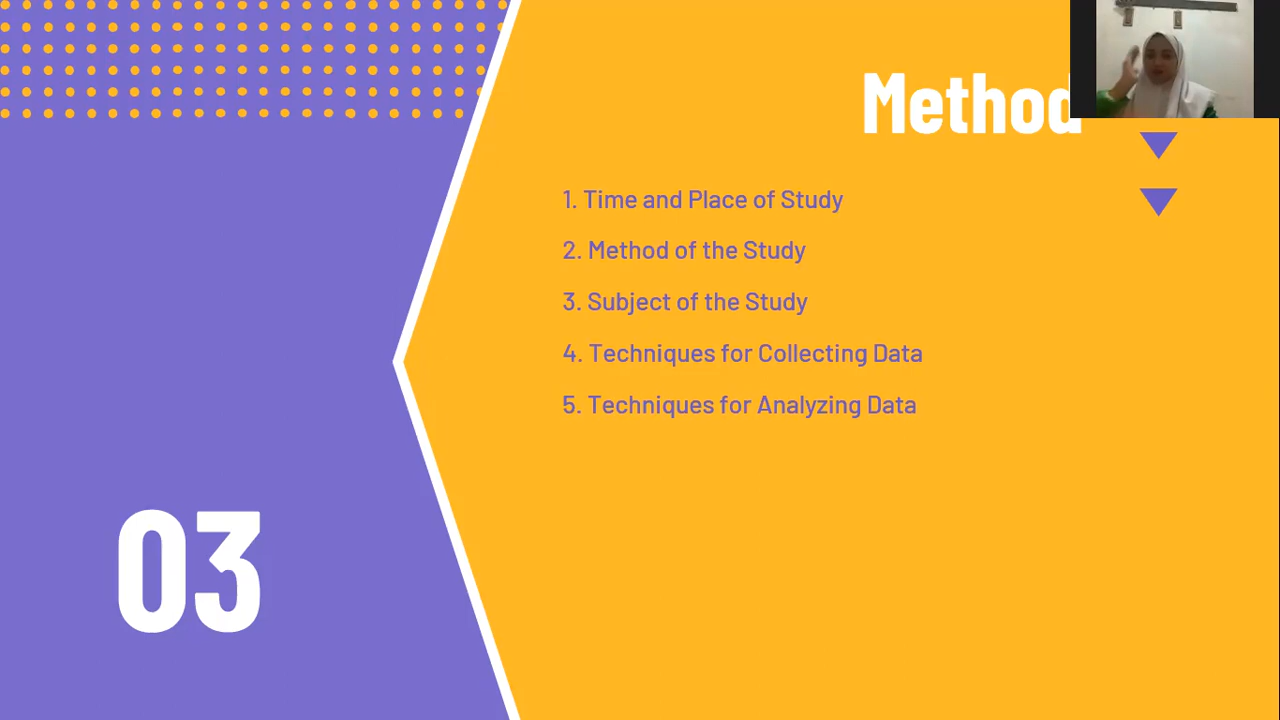 Method
1. Time and Place of Study
2. Method of the Study
3. Subject of the Study
4. Techniques for Collecting Data
5. Techniques for Analyzing Data
03